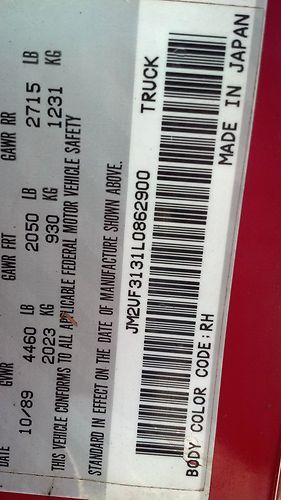 DATE GVWR GAWR FRT GAWR RR
10/89 4460 LB 2050 LB 2715 LB
2023 KG 930 KG 1231 KG
THIS VEHICLE CONFORMS TO ALL APPLICABLE FEDERAL MOTOR VEHICLE SAFETY
STANDARD IN EFFECT ON THE DATE OF MANUFACTURE SHOWN ABOVE.
JM2UF3131L0862900 TRUCK
BODY COLOR CODE:RH MADE IN JAPAN